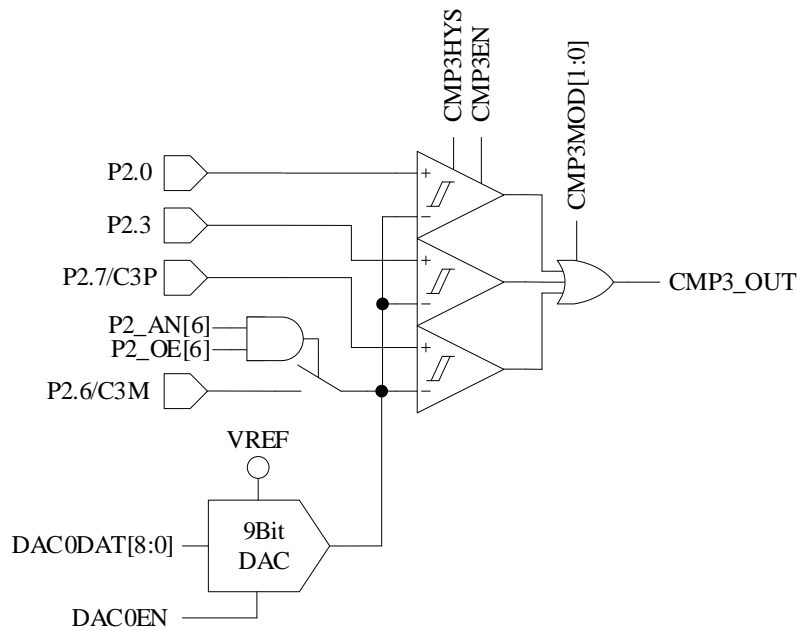 CMP3HYS
CMP3EN
CMP3MOD[1:0]
P2.0
+
−
P2.3
+
−
P2.7/C3P
CMP3_OUT
P2_AN[6]
P2_OE[6]
+
−
P2.6/C3M
VREF
DAC0DAT[8:0]
9Bit
DAC
DAC0EN